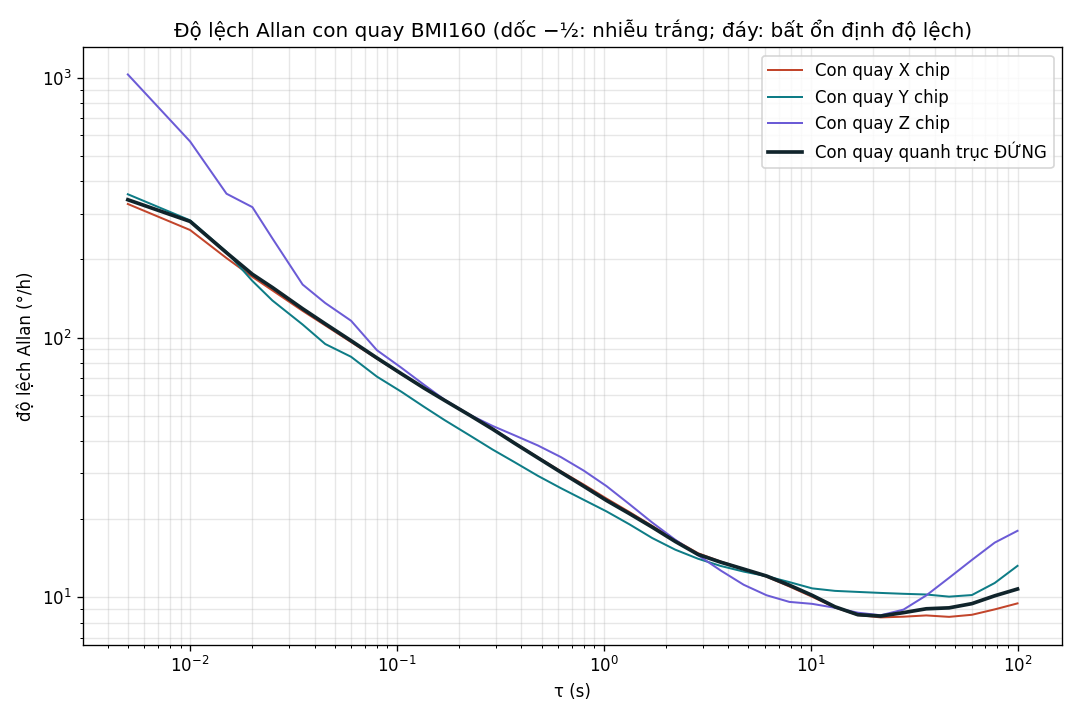 Độ lệch Allan con quay BMI160 (dốc −½: nhiễu trắng; đáy: bất ổn định độ lệch)
Con quay X chip
Con quay Y chip
Con quay Z chip
Con quay quanh trục ĐỨNG
độ lệch Allan (°/h)
10³
10²
10¹
10⁻²
10⁻¹
10⁰
10¹
10²
τ (s)